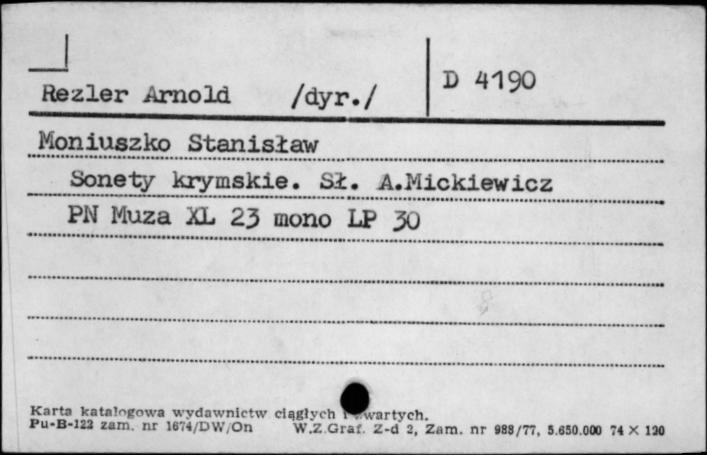 Rezler Arnold /dyr./ D 4190
Moniuszko Stanisław
Sonety krymskie. Sł. A.Mickiewicz
PN Muza XL 23 mono LP 30
Karta katalogowa wydawnictw ciągłych i zwartych.
Pu-B-122 zam. nr 1674/DW/On W.Z.Graf. Z-d 2, Zam. nr 988/77, 5.650.000 74 X 120